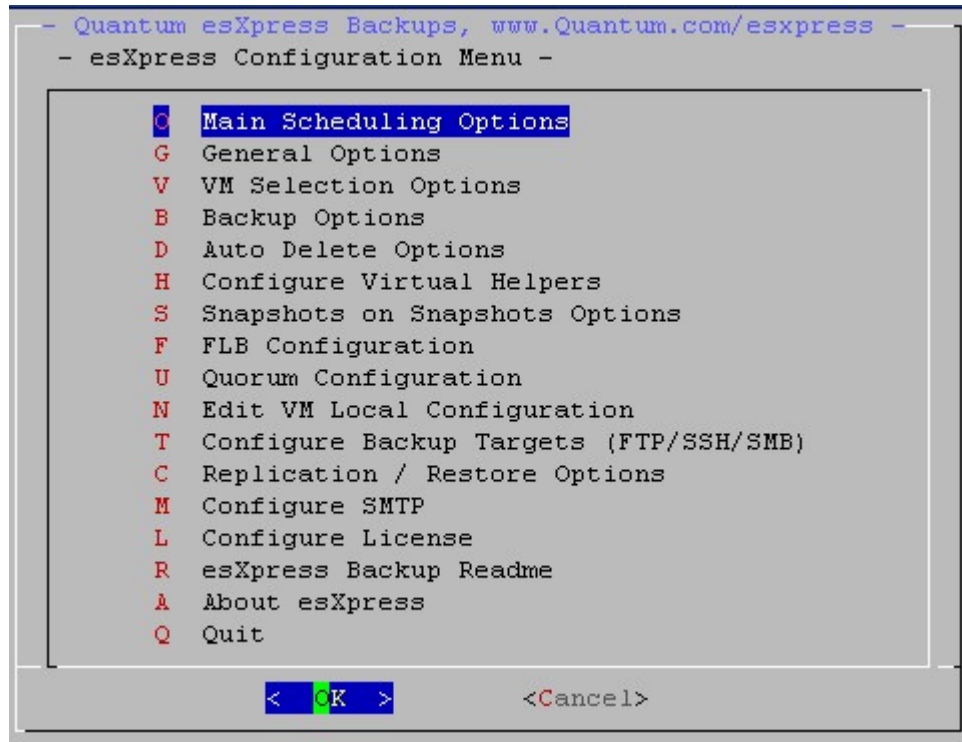 - Quantum esXpress Backups, www.Quantum.com/esxpress -
- esXpress Configuration Menu -
O Main Scheduling Options
G General Options
V VM Selection Options
B Backup Options
D Auto Delete Options
H Configure Virtual Helpers
S Snapshots on Snapshots Options
F FLB Configuration
U Quorum Configuration
N Edit VM Local Configuration
T Configure Backup Targets (FTP/SSH/SMB)
C Replication / Restore Options
M Configure SMTP
L Configure License
R esXpress Backup Readme
A About esXpress
Q Quit
< OK > <Cancel>